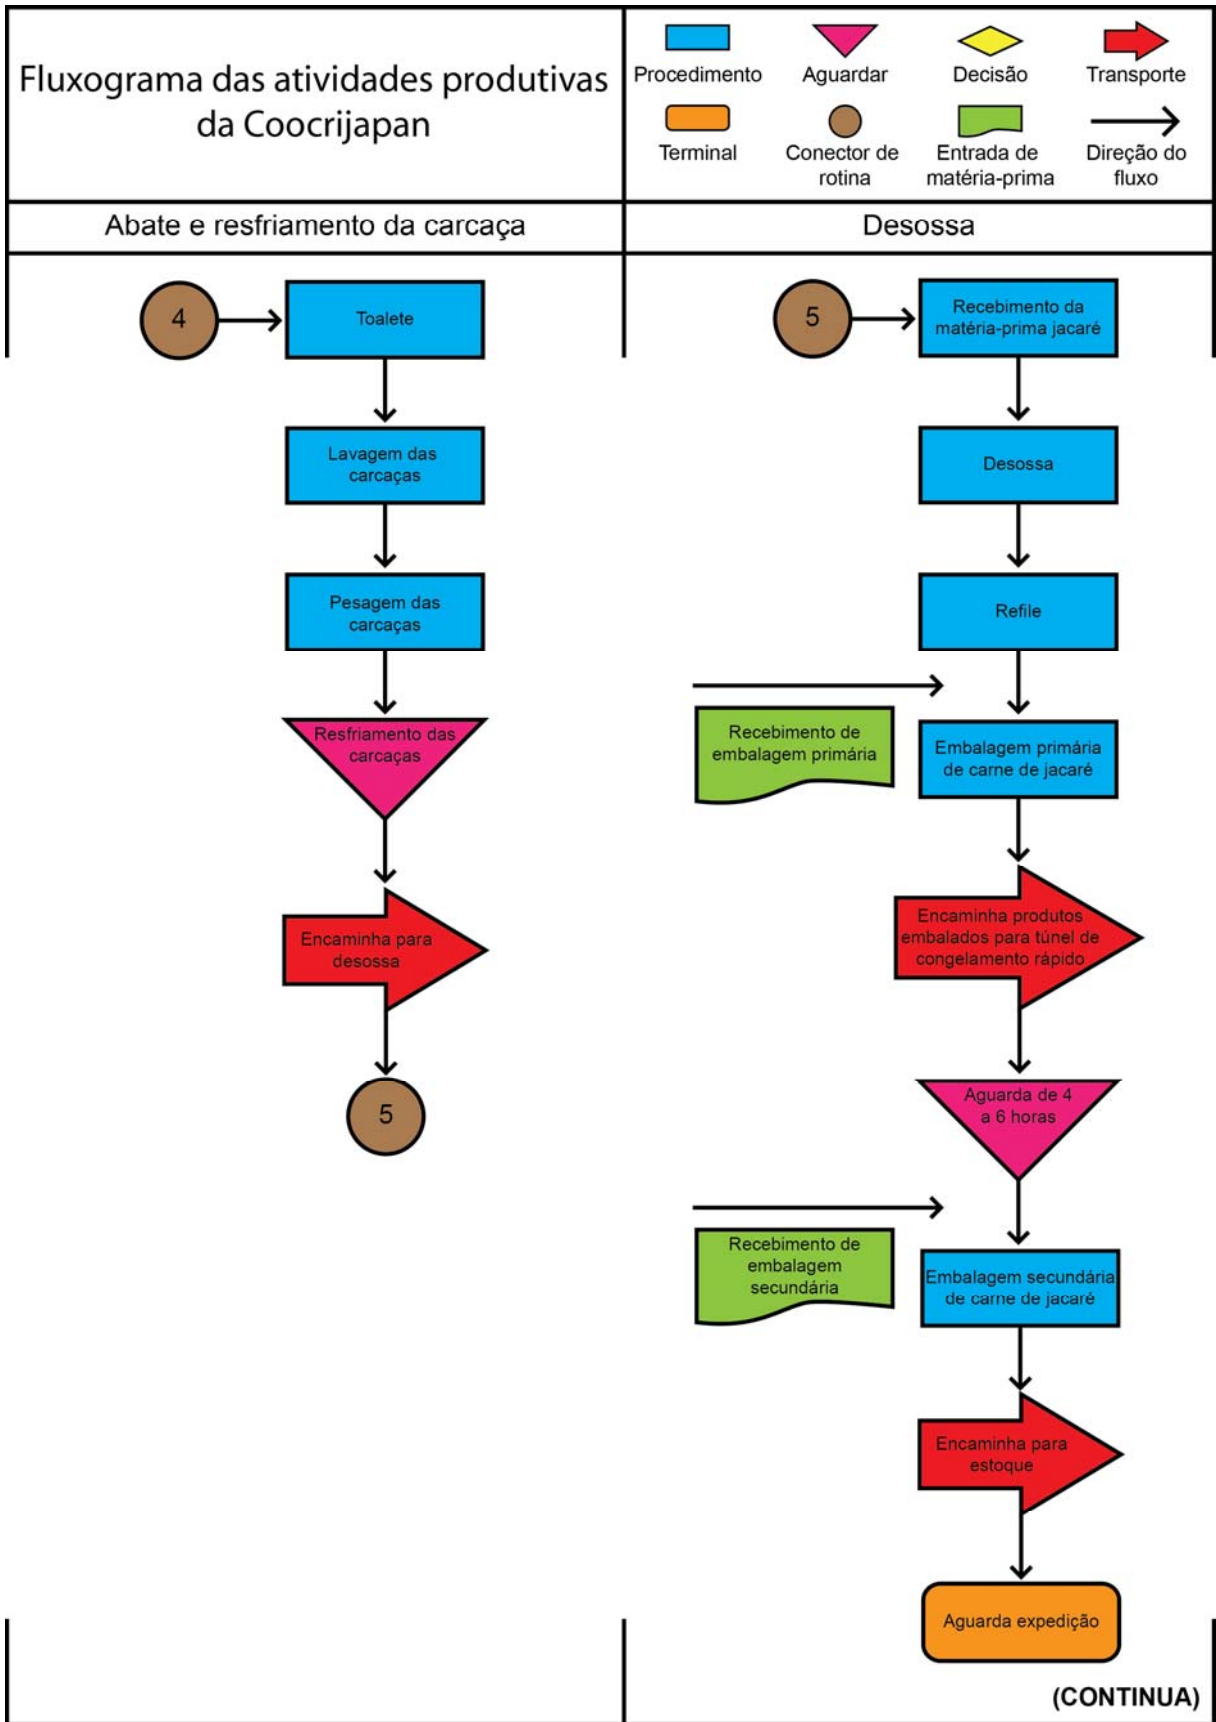 Fluxograma das atividades produtivas
da Coocrijapan
Procedimento
Aguardar
Decisão
Transporte
Terminal
Conector de
rotina
Entrada de
matéria-prima
Direção do
fluxo
Abate e resfriamento da carcaça
Desossa
4
Toalete
Lavagem das
carcaças
Pesagem das
carcaças
Resfriamento das
carcaças
Encaminha para
desossa
5
5
Recebimento da
matéria-prima jacaré
Desossa
Refile
Recebimento de
embalagem primária
Embalagem primária
de carne de jacaré
Encaminha produtos
embalados para túnel de
congelamento rápido
Aguarda de 4
a 6 horas
Recebimento de
embalagem
secundária
Embalagem secundária
de carne de jacaré
Encaminha para
estoque
Aguarda expedição
(CONTINUA)